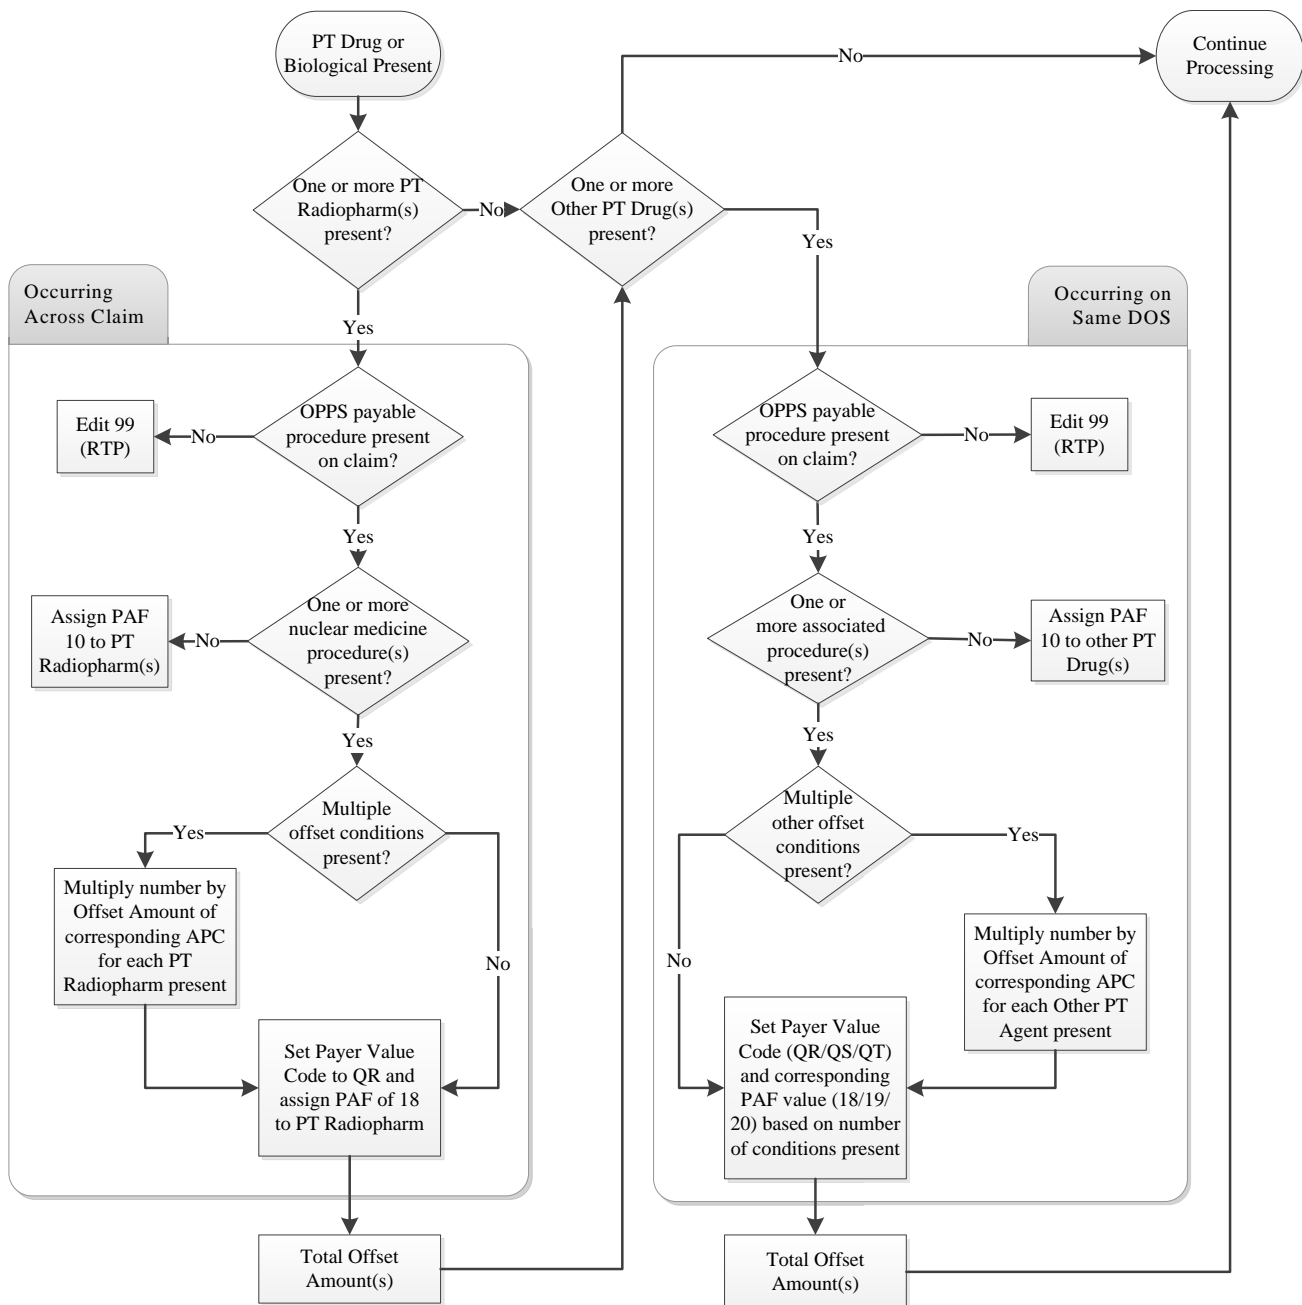 PT Drug or
Biological Present
No
Continue
Processing
One or more PT
Radiopharm(s)
present?
No
One or more
Other PT Drug(s)
present?
Yes
Occurring
Across Claim
Yes
Occurring on
Same DOS
OPPS payable
procedure present
on claim?
No
Edit 99
(RTP)
Yes
OPPS payable
procedure present
on claim?
No
Edit 99
(RTP)
Yes
One or more
nuclear medicine
procedure(s)
present?
No
Assign PAF
10 to PT
Radiopharm(s)
Yes
One or
more associated
procedure(s)
present?
No
Assign PAF
10 to other PT
Drug(s)
Yes
Multiple
offset conditions
present?
Yes
No
Multiply number by
Offset Amount of
corresponding APC
for each PT
Radiopharm present
Set Payer Value
Code to QR and
assign PAF of 18
to PT Radiopharm
Total Offset
Amount(s)
Multiple
other offset
conditions
present?
Yes
No
Multiply number by
Offset Amount of
corresponding APC
for each Other PT
Agent present
Set Payer Value
Code (QR/QS/QT)
and corresponding
PAF value (18/19/
20) based on number
of conditions present
Total Offset
Amount(s)